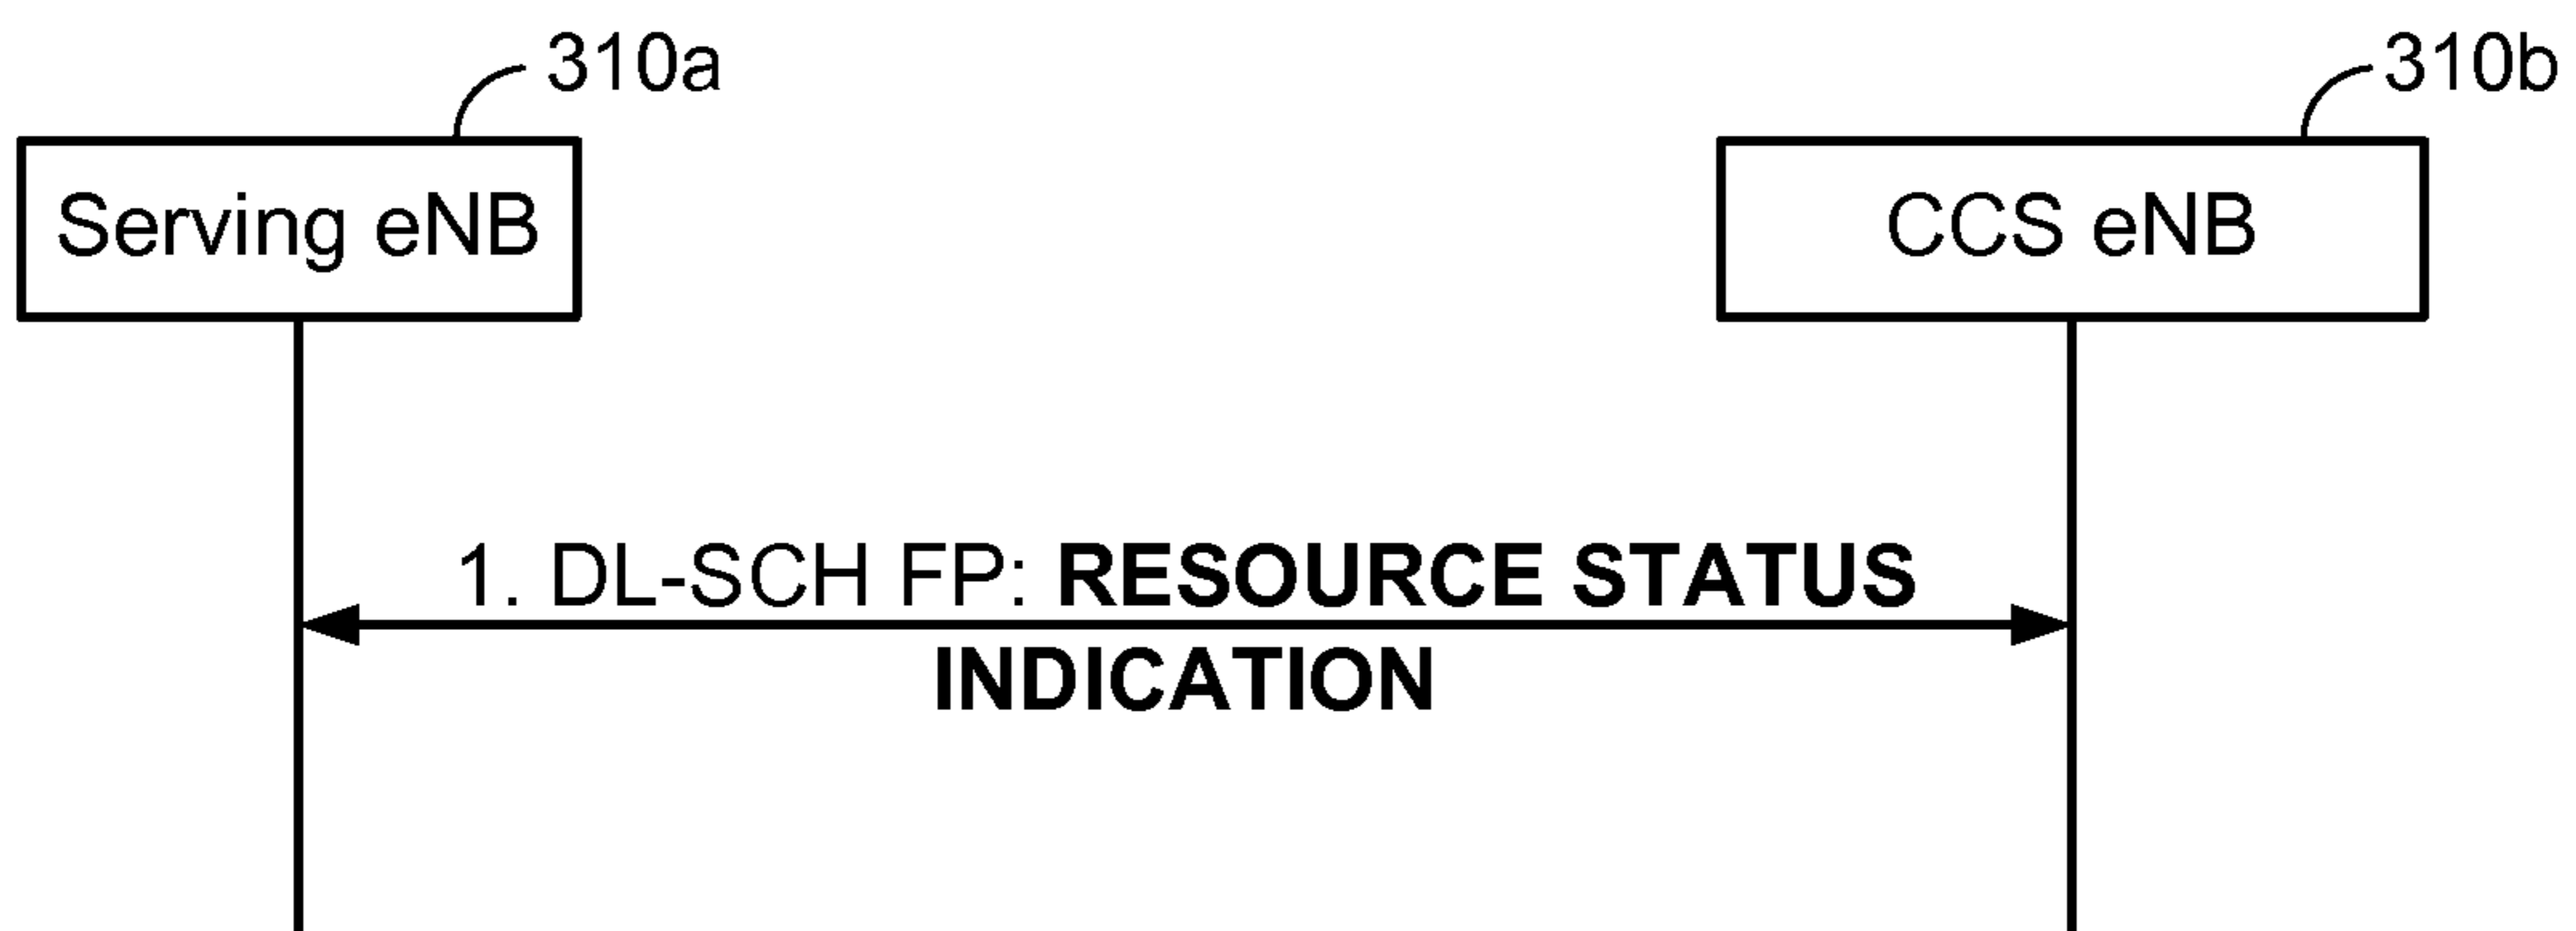 310a
310b
Serving eNB
CCS eNB
1. DL-SCH FP: RESOURCE STATUS
INDICATION